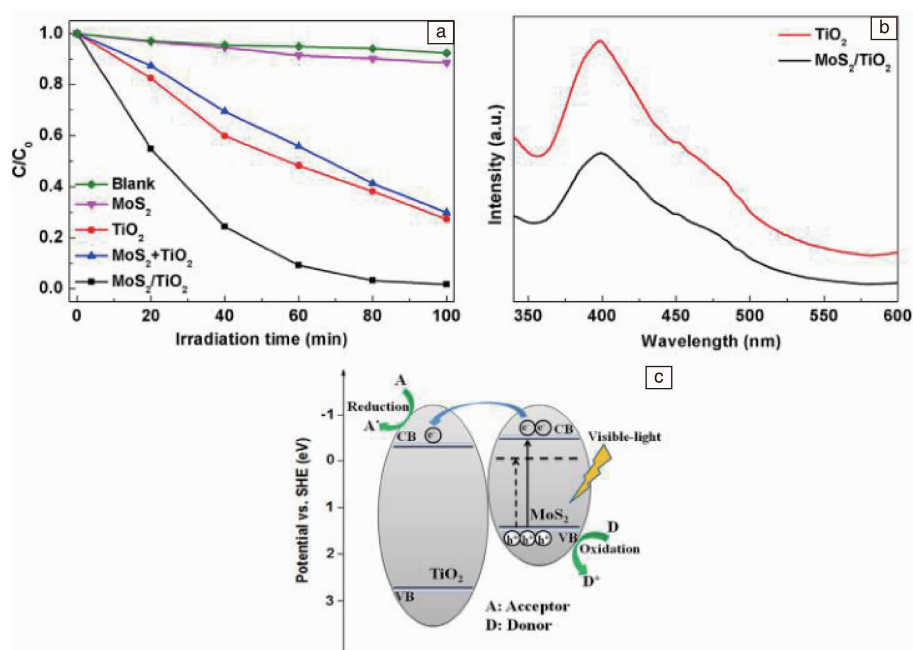 a
C/C₀
1.0
0.8
0.6
0.4
0.2
0.0
Blank
MoS₂
TiO₂
MoS₂+TiO₂
MoS₂/TiO₂
0 20 40 60 80 100
Irradiation time (min)
b
TiO₂
MoS₂/TiO₂
Intensity (a.u.)
350 400 450 500 550 600
Wavelength (nm)
c
Potential vs. SHE (eV)
-1
0
1
2
3
A
Reduction
A⁻
CB
e⁻
TiO₂
VB
e⁻ e⁻ CB
Visible-light
MoS₂
h⁺ h⁺ h⁺ VB
D
Oxidation
D⁺
A: Acceptor
D: Donor